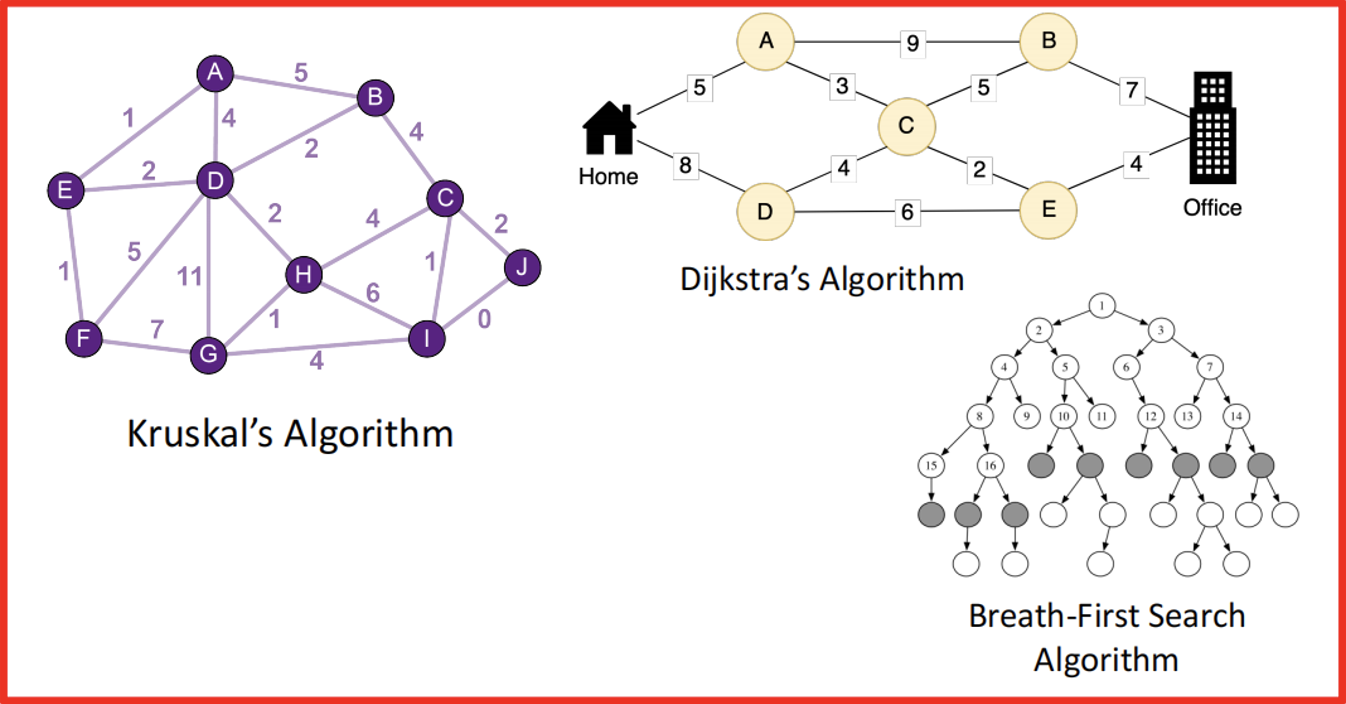 A
5
B
1
4
4
2
2
E
D
2
4
C
2
5
11
1
H
J
1
6
0
7
1
F
G
4
I
Kruskal’s Algorithm
A
9
B
5
3
5
7
C
Home
8
4
2
4
D
6
E
Office
Dijkstra’s Algorithm
1
2
3
4
5
6
7
8
9
10
11
12
13
14
15
16
Breath-First Search
Algorithm